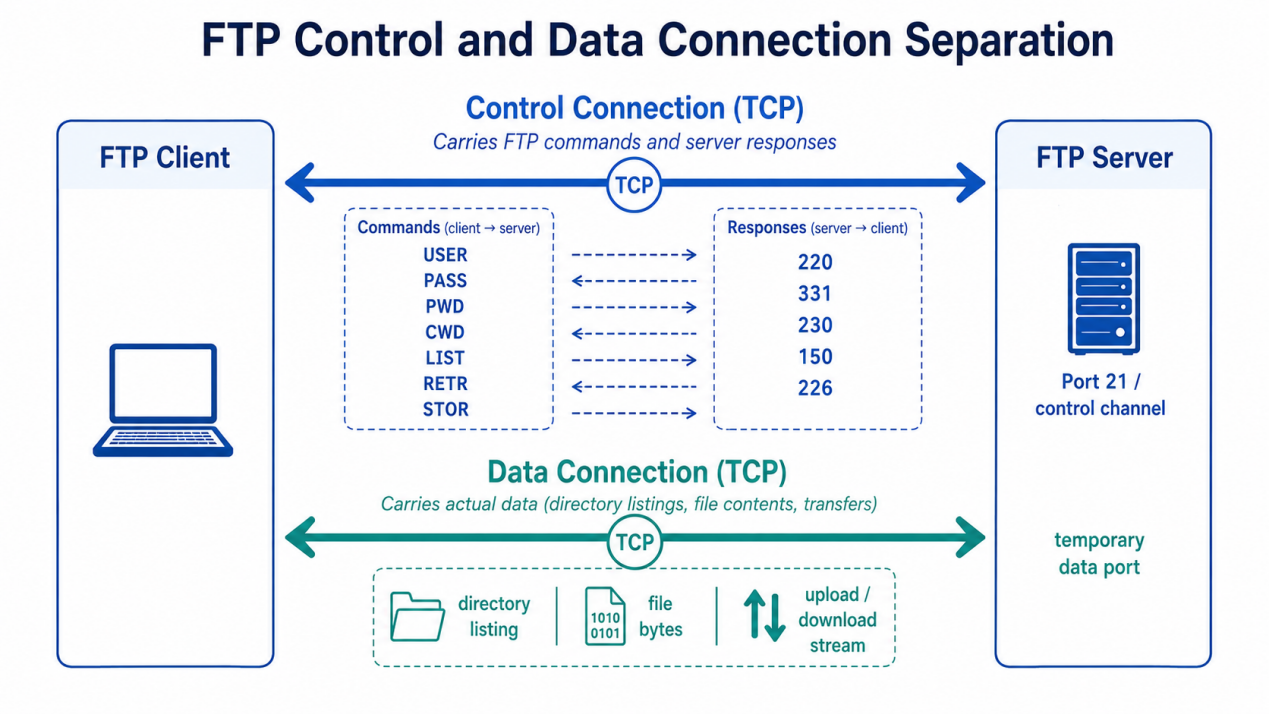 FTP Control and Data Connection Separation
Control Connection (TCP)
Carries FTP commands and server responses
FTP Client
FTP Server
TCP
Commands (client → server)
USER
PASS
PWD
CWD
LIST
RETR
STOR
Responses (server → client)
220
331
230
150
226
Port 21 /
control channel
Data Connection (TCP)
Carries actual data (directory listings, file contents, transfers)
TCP
temporary
data port
directory
listing
1010
0101
file
bytes
upload /
download
stream